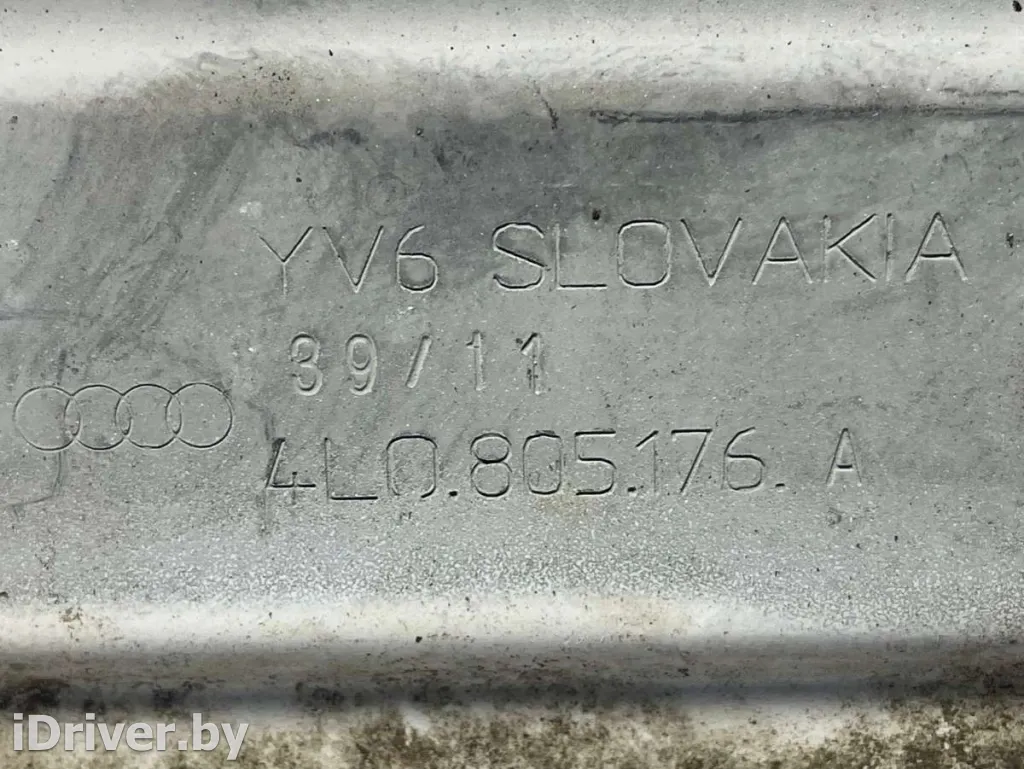 YV6 SLOVAKIA
39/11
4L0.805.176. A
iDriver.by